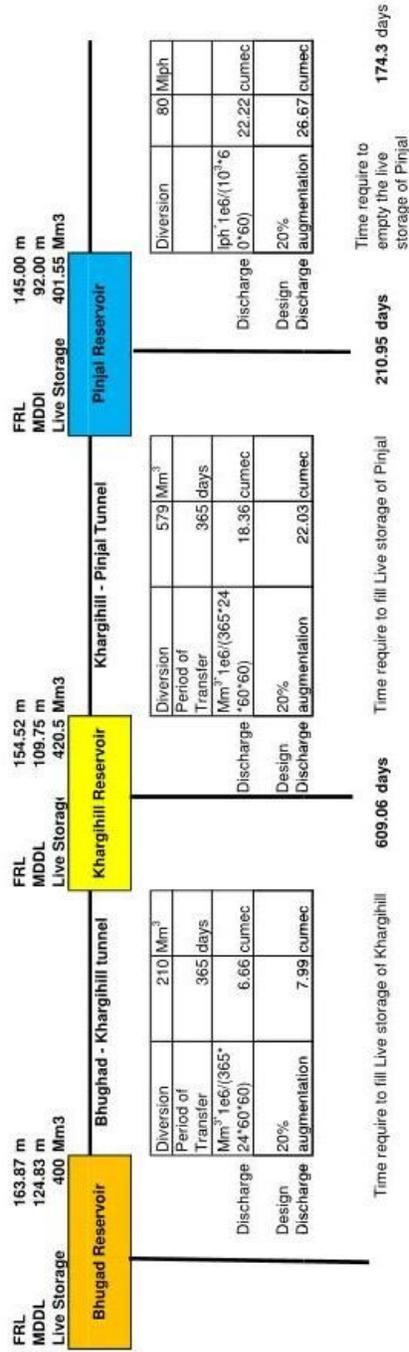 FRL 163.87 m
MDDL 124.83 m
Live Storage 400 Mm3
Bhugad Reservoir
Bhughad - Khargihill tunnel
Diversion 210 Mm³
Period of
Transfer 365 days
Mm³*1e6/(365*
24*60*60)
Discharge 6.66 cumec
Design
Discharge
20%
augmentation 7.99 cumec
Time require to fill Live storage of Khargihill 609.06 days
FRL 154.52 m
MDDL 109.75 m
Live Storage 420.5 Mm3
Khargihill Reservoir
Khargihill - Pinjal Tunnel
Diversion 579 Mm³
Period of
Transfer 365 days
Mm³*1e6/(365*24
*60*60)
Discharge 18.36 cumec
Design
Discharge
20%
augmentation 22.03 cumec
Time require to fill Live storage of Pinjal 210.95 days
FRL 145.00 m
MDDl 92.00 m
Live Storage 401.55 Mm3
Pinjal Reservoir
Diversion 80 Mlph
lph*1e6/(10³*6
0*60)
Discharge 22.22 cumec
Design
Discharge
20%
augmentation 26.67 cumec
Time require to
empty the live
storage of Pinjal 174.3 days